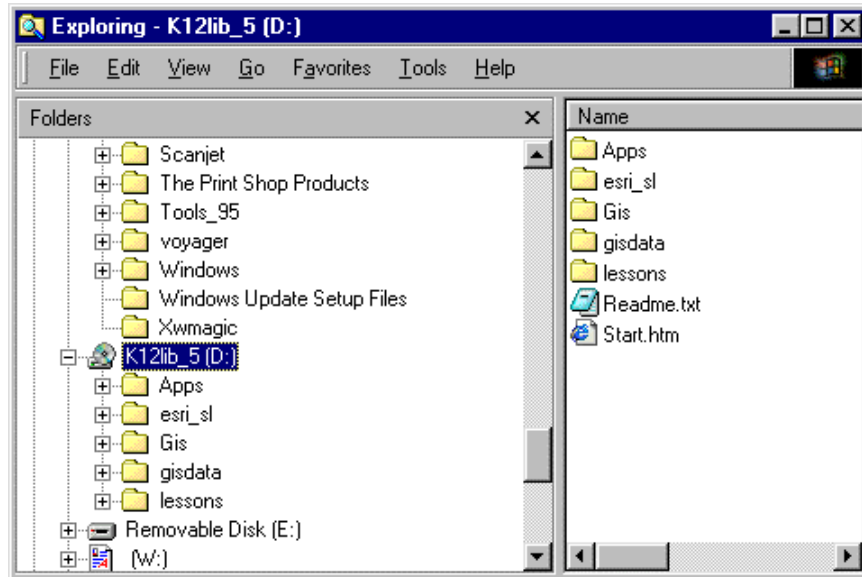 Exploring - K12lib_5 (D:)
File Edit View Go Favorites Tools Help
Folders
Scanjet
The Print Shop Products
Tools_95
voyager
Windows
Windows Update Setup Files
Xwmagic
K12lib_5 (D:)
Apps
esri_sl
Gis
gisdata
lessons
Removable Disk (E:)
(W:)
Name
Apps
esri_sl
Gis
gisdata
lessons
Readme.txt
Start.htm